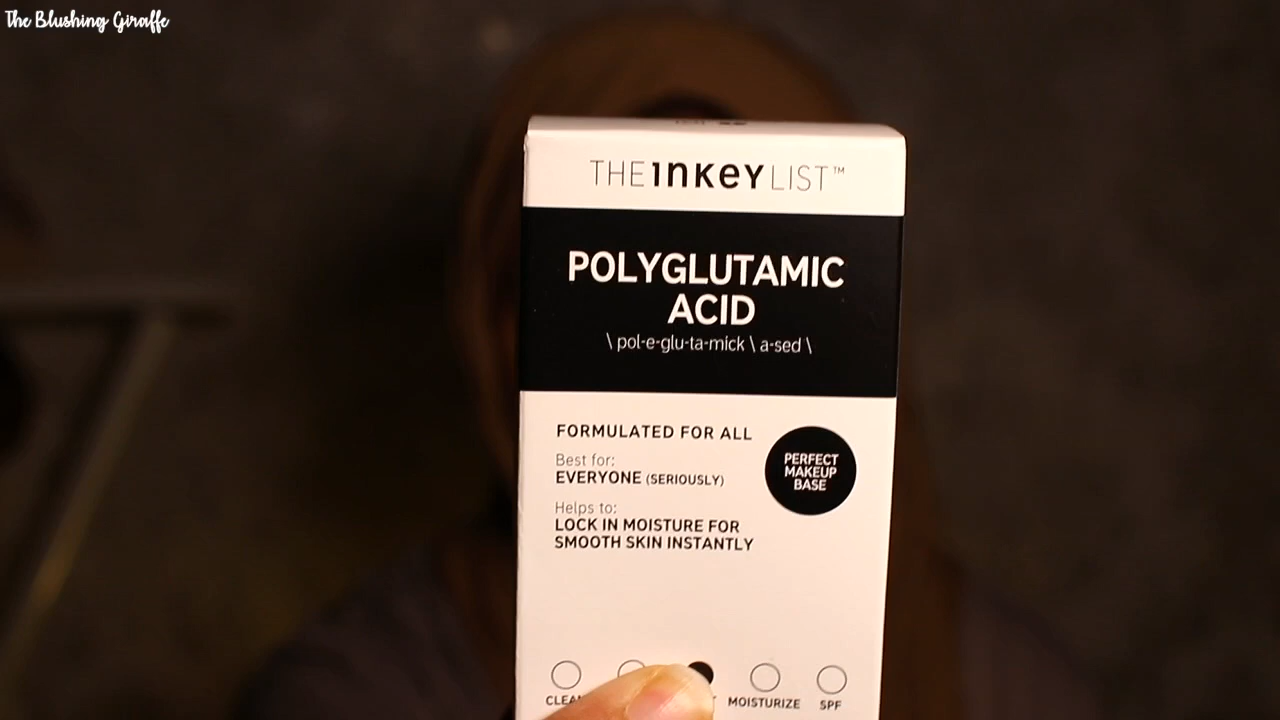 The Blushing Giraffe
THE INKEY LIST™
POLYGLUTAMIC
ACID
\ pol-e-glu-ta-mick \ a-sed \
FORMULATED FOR ALL
Best for:
EVERYONE (SERIOUSLY)
Helps to:
LOCK IN MOISTURE FOR
SMOOTH SKIN INSTANTLY
PERFECT
MAKEUP
BASE
MOISTURIZE SPF